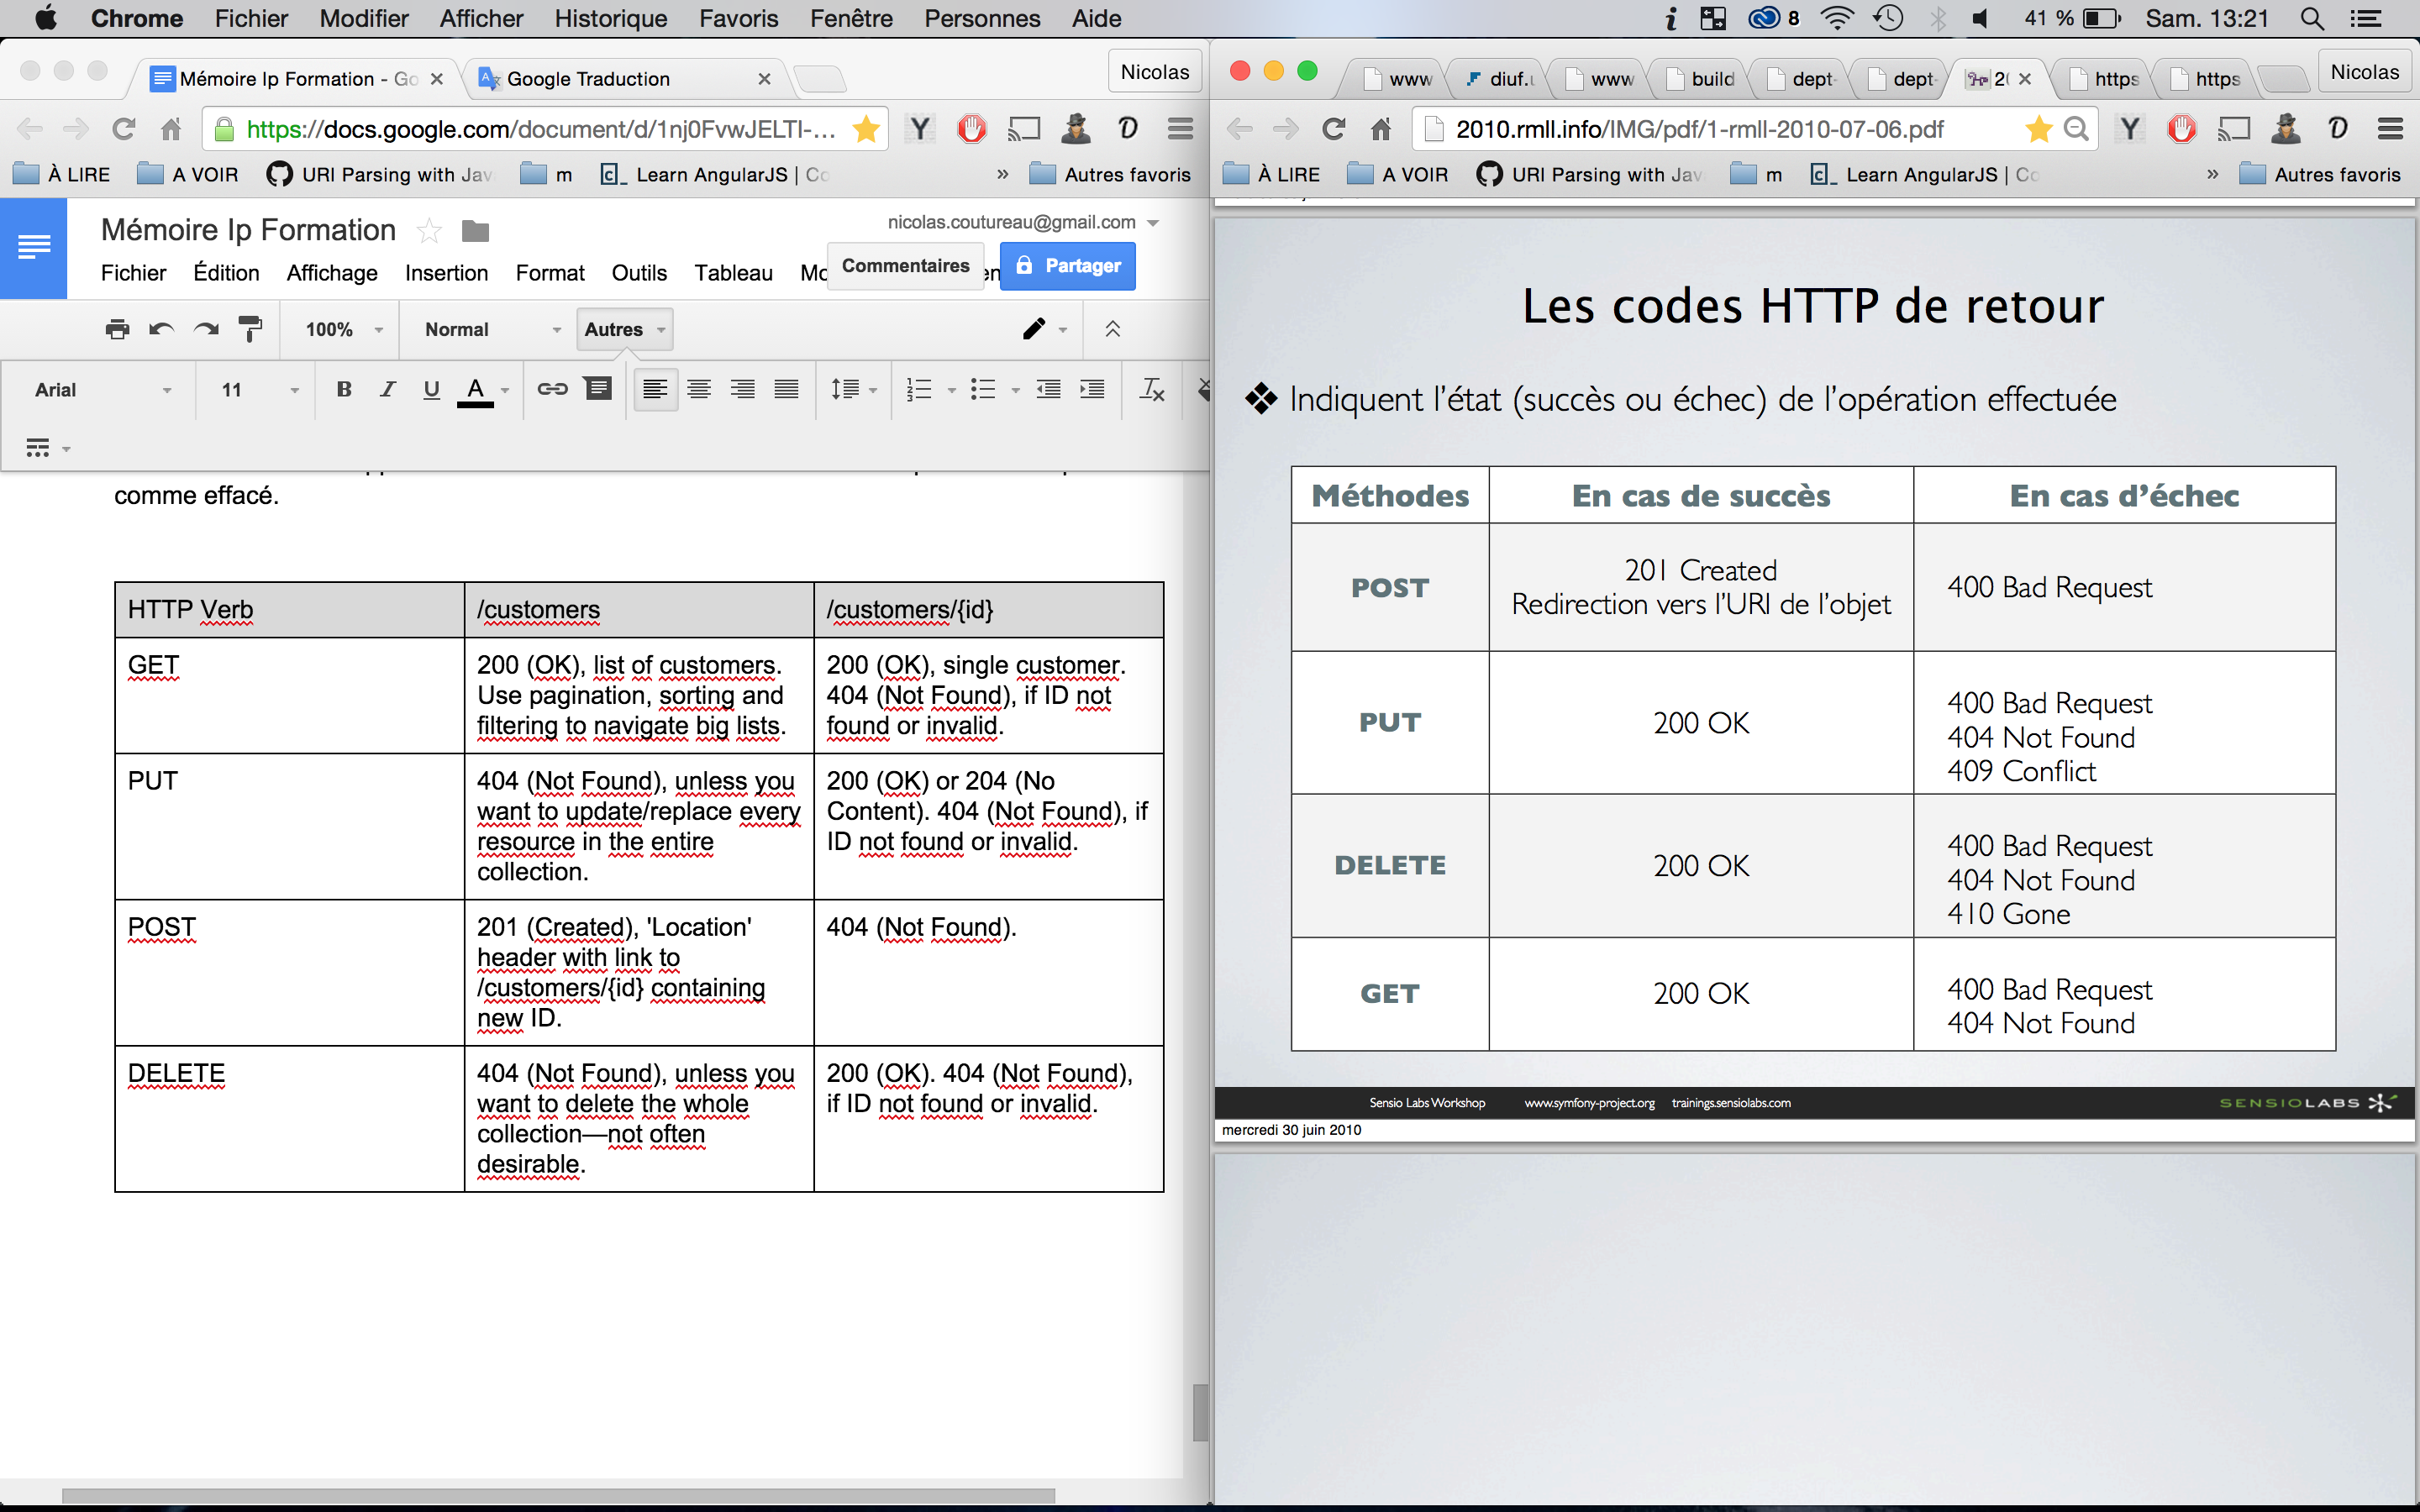 Chrome Fichier Modifier Afficher Historique Favoris Fenêtre Personnes Aide 8 41 % Sam. 13:21
Mémoire Ip Formation - Go Google Traduction Nicolas
https://docs.google.com/document/d/1nj0FvwJELTI-...
À LIRE A VOIR URI Parsing with Jav m Learn AngularJS | Co » Autres favoris
Mémoire Ip Formation
nicolas.coutureau@gmail.com
Fichier Édition Affichage Insertion Format Outils Tableau Mo Commentaires Partager
100% Normal Autres
Arial 11 B I U A
comme effacé.
HTTP Verb /customers /customers/{id}
GET
200 (OK), list of customers.
Use pagination, sorting and
filtering to navigate big lists.
200 (OK), single customer.
404 (Not Found), if ID not
found or invalid.
PUT
404 (Not Found), unless you
want to update/replace every
resource in the entire
collection.
200 (OK) or 204 (No
Content). 404 (Not Found), if
ID not found or invalid.
POST
201 (Created), 'Location'
header with link to
/customers/{id} containing
new ID.
404 (Not Found).
DELETE
404 (Not Found), unless you
want to delete the whole
collection—not often
desirable.
200 (OK). 404 (Not Found),
if ID not found or invalid.
www diuf.u www build dept- dept- 20 https https Nicolas
2010.rmll.info/IMG/pdf/1-rmll-2010-07-06.pdf
À LIRE A VOIR URI Parsing with Jav m Learn AngularJS | Co » Autres favoris
Les codes HTTP de retour
❖ Indiquent l’état (succès ou échec) de l’opération effectuée
Méthodes En cas de succès En cas d’échec
POST
201 Created
Redirection vers l’URI de l’objet
400 Bad Request
PUT
200 OK
400 Bad Request
404 Not Found
409 Conflict
DELETE
200 OK
400 Bad Request
404 Not Found
410 Gone
GET
200 OK
400 Bad Request
404 Not Found
Sensio Labs Workshop www.symfony-project.org trainings.sensiolabs.com SENSIOLABS
mercredi 30 juin 2010